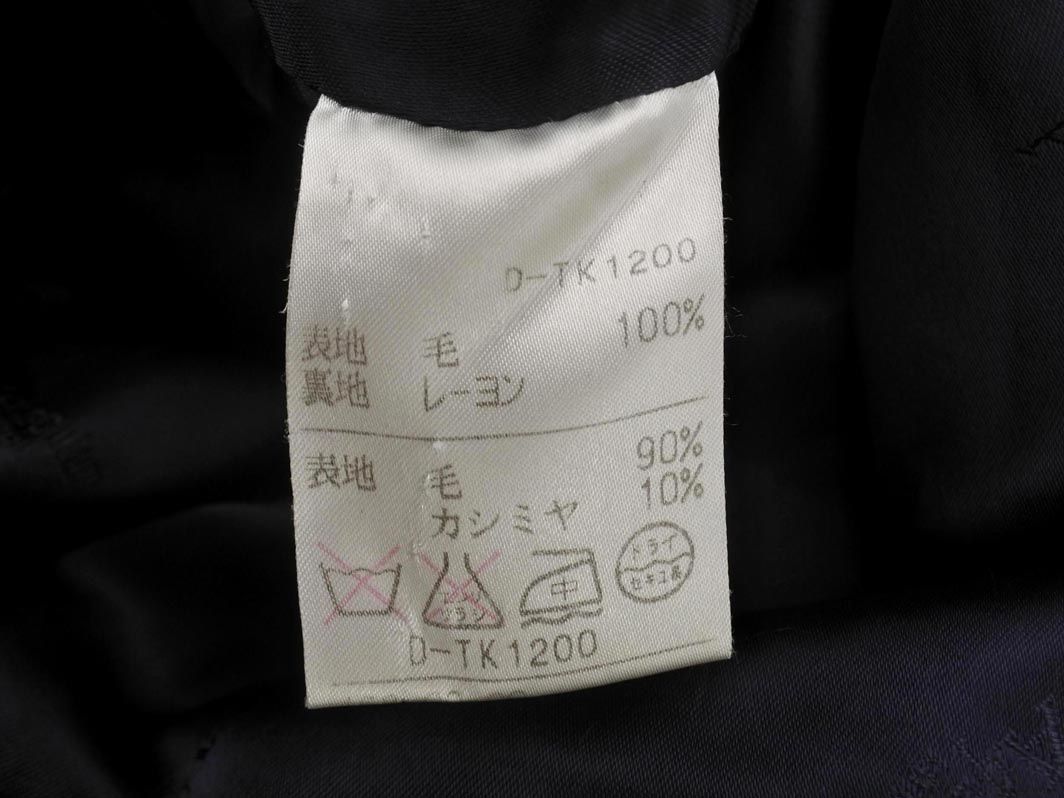 D-TK1200
表地 毛 100%
裏地 レーヨン
表地 毛 90%
カシミヤ 10%
中
ドライ
セキユ系
D-TK1200